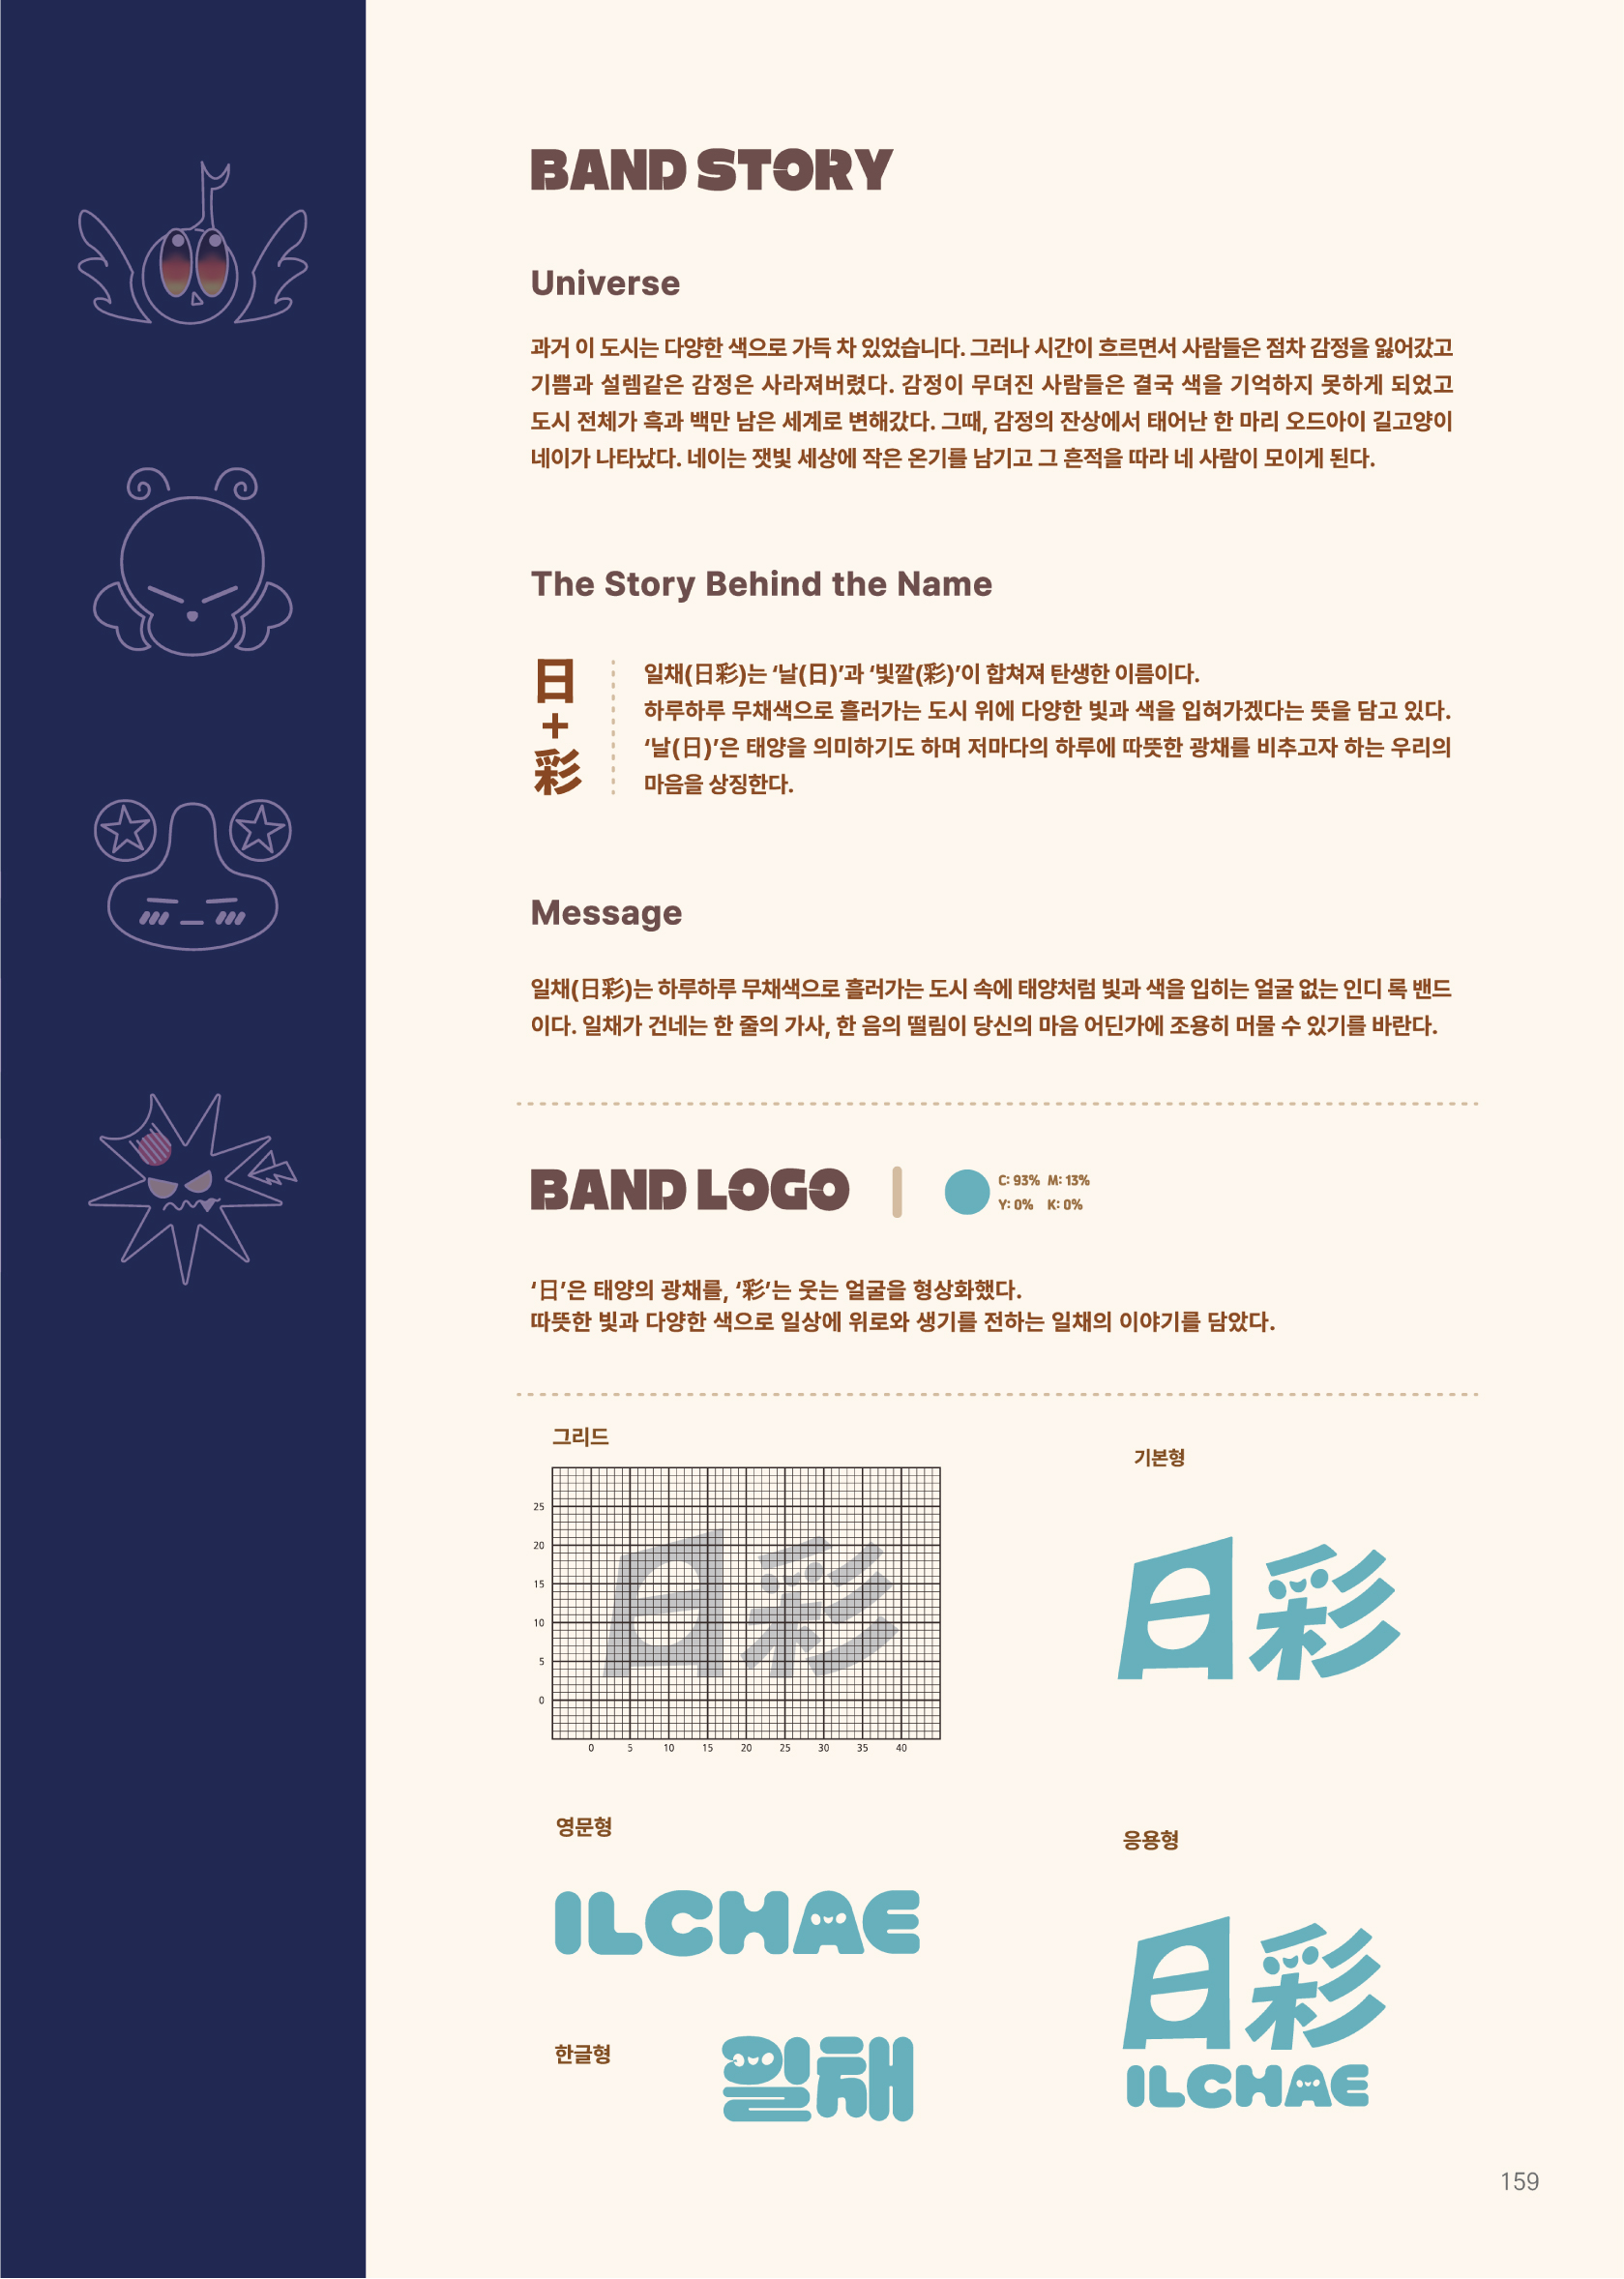 BAND STORY
Universe
과거 이 도시는 다양한 색으로 가득 차 있었습니다. 그러나 시간이 흐르면서 사람들은 점차 감정을 잃어갔고
기쁨과 설렘같은 감정은 사라져버렸다. 감정이 무뎌진 사람들은 결국 색을 기억하지 못하게 되었고
도시 전체가 흑과 백만 남은 세계로 변해갔다. 그때, 감정의 잔상에서 태어난 한 마리 오드아이 길고양이
네이가 나타났다. 네이는 잿빛 세상에 작은 온기를 남기고 그 흔적을 따라 네 사람이 모이게 된다.
The Story Behind the Name
日
+
彩
일채(日彩)는 ‘날(日)’과 ‘빛깔(彩)’이 합쳐져 탄생한 이름이다.
하루하루 무채색으로 흘러가는 도시 위에 다양한 빛과 색을 입혀가겠다는 뜻을 담고 있다.
‘날(日)’은 태양을 의미하기도 하며 저마다의 하루에 따뜻한 광채를 비추고자 하는 우리의
마음을 상징한다.
Message
일채(日彩)는 하루하루 무채색으로 흘러가는 도시 속에 태양처럼 빛과 색을 입히는 얼굴 없는 인디 록 밴드
이다. 일채가 건네는 한 줄의 가사, 한 음의 떨림이 당신의 마음 어딘가에 조용히 머물 수 있기를 바란다.
BAND LOGO
C: 93% M: 13%
Y: 0% K: 0%
‘日’은 태양의 광채를, ‘彩’는 웃는 얼굴을 형상화했다.
따뜻한 빛과 다양한 색으로 일상에 위로와 생기를 전하는 일채의 이야기를 담았다.
그리드
25
20
15
10
5
0
0 5 10 15 20 25 30 35 40
日彩
기본형
日彩
영문형
ILCHAE
한글형
일채
응용형
日彩
ILCHAE
159